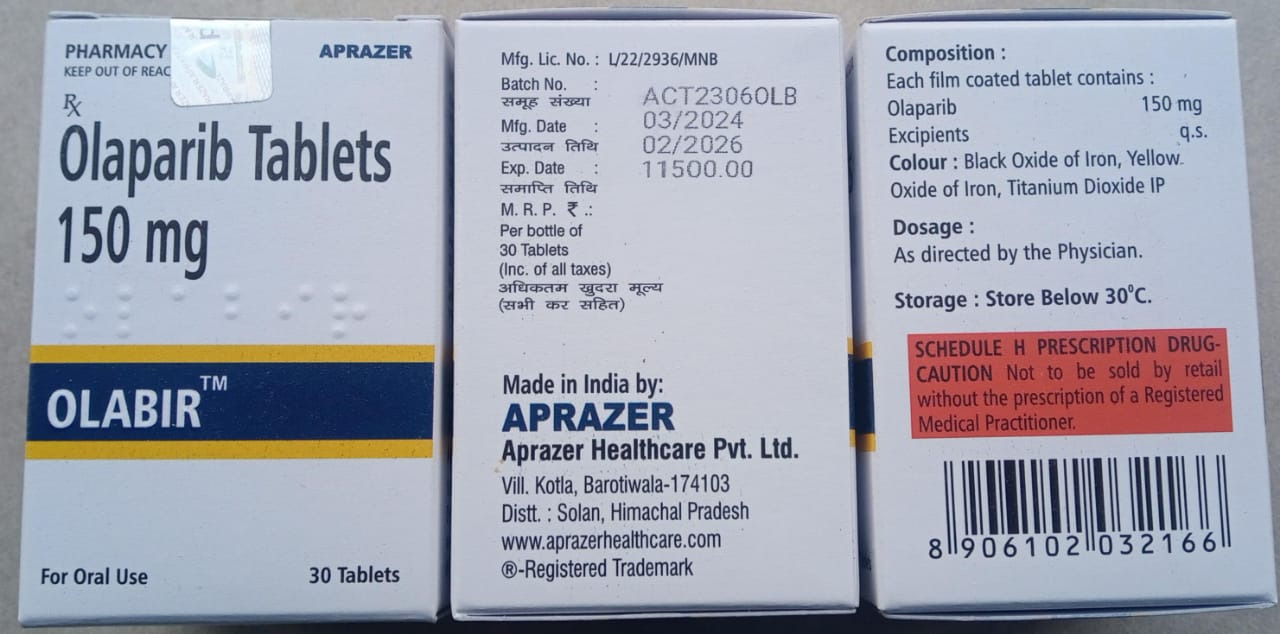 PHARMACY
APRAZER
KEEP OUT OF REAC
Rx
Olaparib Tablets
150 mg
OLABIR™
For Oral Use 30 Tablets
Mfg. Lic. No. : L/22/2936/MNB
Batch No. :
समूह संख्या ACT2306OLB
Mfg. Date : 03/2024
उत्पादन तिथि 02/2026
Exp. Date : 11500.00
समाप्ति तिथि
M. R. P. ₹ .:
Per bottle of
30 Tablets
(Inc. of all taxes)
अधिकतम खुदरा मूल्य
(सभी कर सहित)
Made in India by:
APRAZER
Aprazer Healthcare Pvt. Ltd.
Vill. Kotla, Barotiwala-174103
Distt. : Solan, Himachal Pradesh
www.aprazerhealthcare.com
®-Registered Trademark
Composition :
Each film coated tablet contains :
Olaparib 150 mg
Excipients q.s.
Colour : Black Oxide of Iron, Yellow
Oxide of Iron, Titanium Dioxide IP
Dosage :
As directed by the Physician.
Storage : Store Below 30⁰C.
SCHEDULE H PRESCRIPTION DRUG-
CAUTION Not to be sold by retail
without the prescription of a Registered
Medical Practitioner.
8 906102 032166